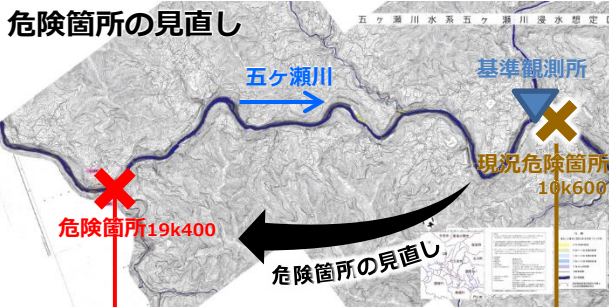 危険箇所の見直し
五ヶ瀬川水系五ヶ瀬川浸水想定区
五ヶ瀬川
基準観測所
現況危険箇所
10k600
危険箇所19k400
危険箇所の見直し